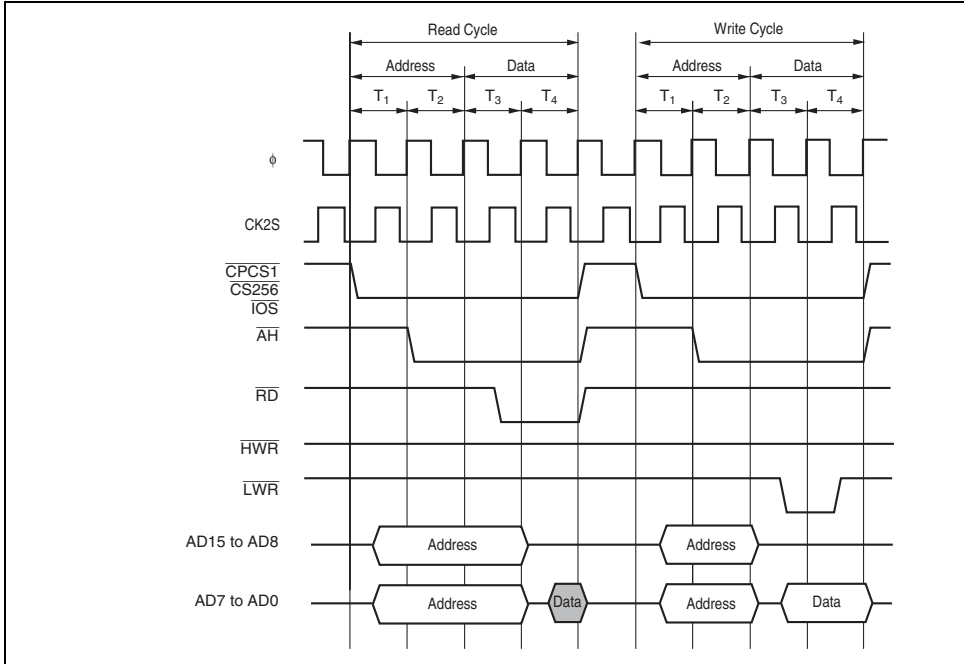 Read Cycle Write Cycle
Address Data Address Data
T1 T2 T3 T4 T1 T2 T3 T4
ϕ
CK2S
CPCS1
CS256
IOS
AH
RD
HWR
LWR
AD15 to AD8 Address Address
AD7 to AD0 Address Data Address Data